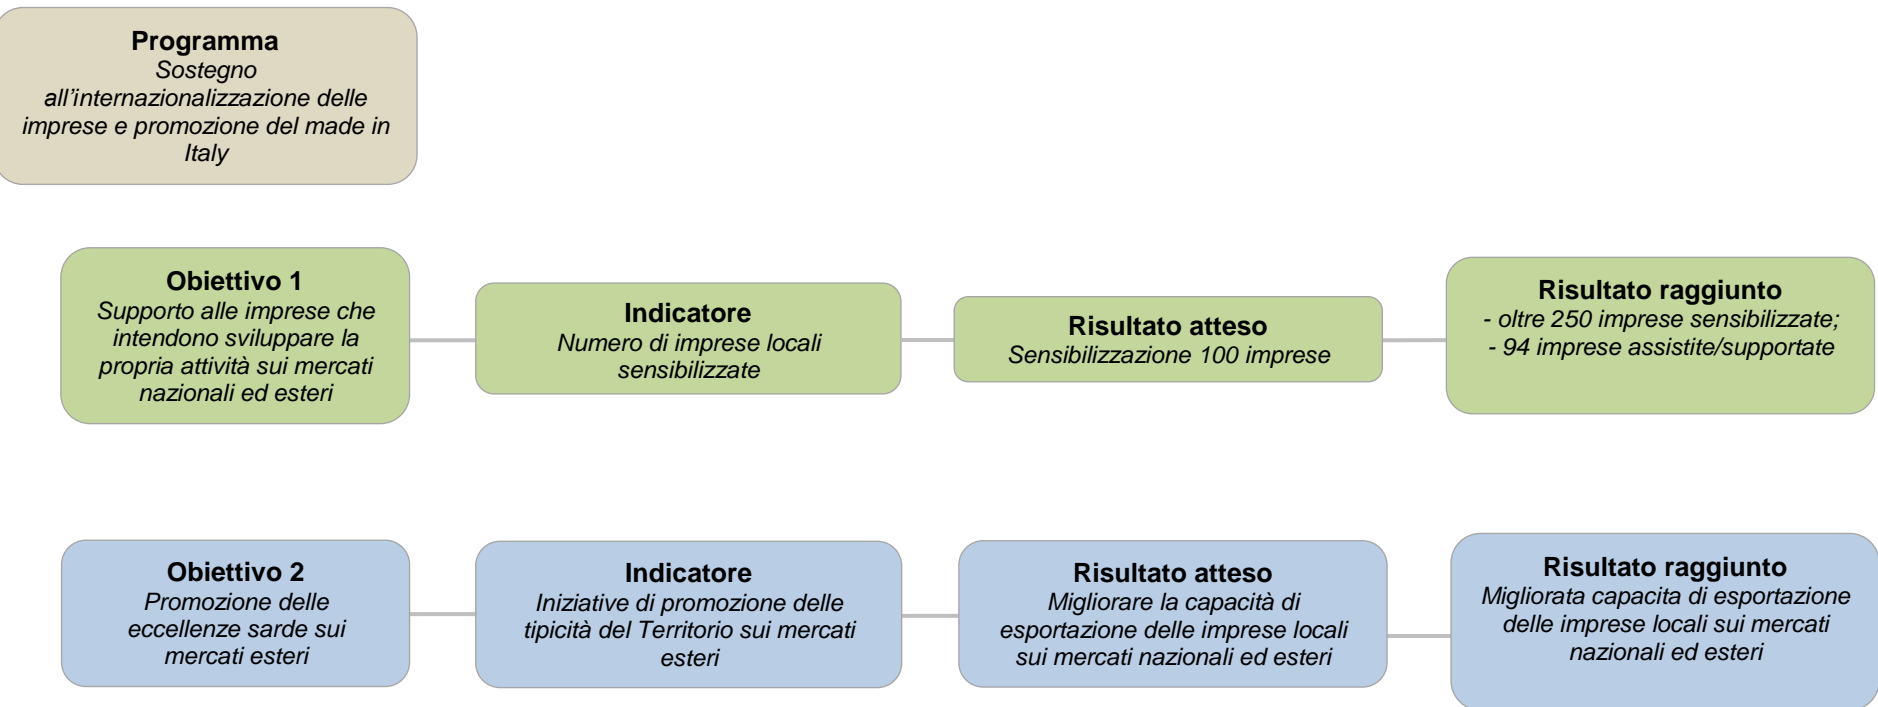 Programma
Sostegno
all’internazionalizzazione delle
imprese e promozione del made in
Italy
Obiettivo 1
Supporto alle imprese che
intendono sviluppare la
propria attività sui mercati
nazionali ed esteri
Indicatore
Numero di imprese locali
sensibilizzate
Risultato atteso
Sensibilizzazione 100 imprese
Risultato raggiunto
- oltre 250 imprese sensibilizzate;
- 94 imprese assistite/supportate
Obiettivo 2
Promozione delle
eccellenze sarde sui
mercati esteri
Indicatore
Iniziative di promozione delle
tipicità del Territorio sui mercati
esteri
Risultato atteso
Migliorare la capacità di
esportazione delle imprese locali
sui mercati nazionali ed esteri
Risultato raggiunto
Migliorata capacita di esportazione
delle imprese locali sui mercati
nazionali ed esteri